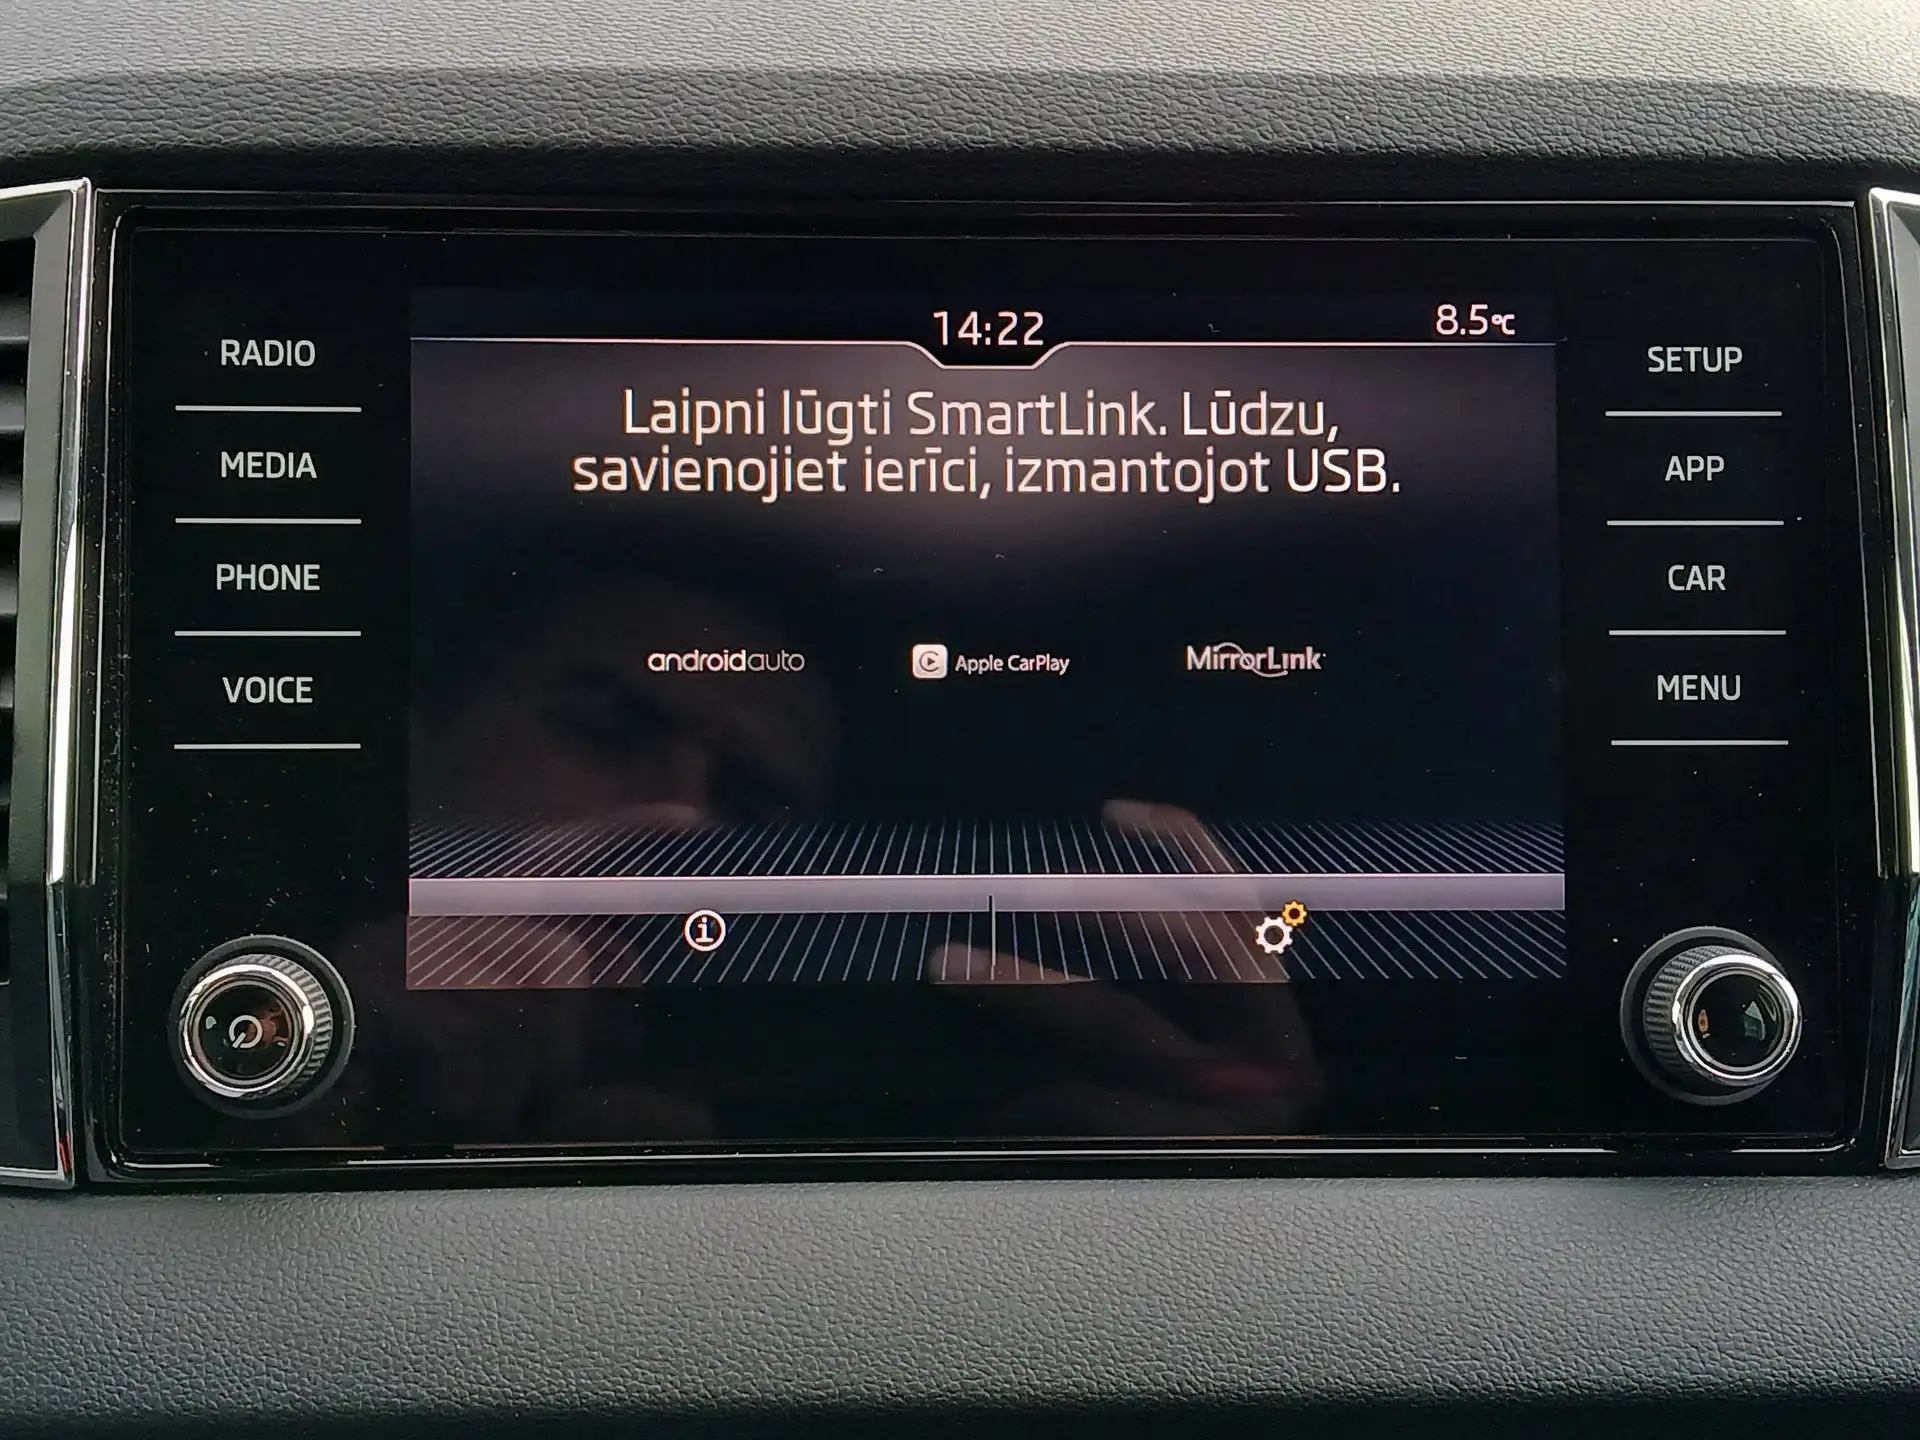 14:22
8.5°C
RADIO
MEDIA
PHONE
VOICE
Laipni lūgti SmartLink. Lūdzu,
savienojiet ierīci, izmantojot USB.
androidauto
Apple CarPlay
MirrorLink
SETUP
APP
CAR
MENU